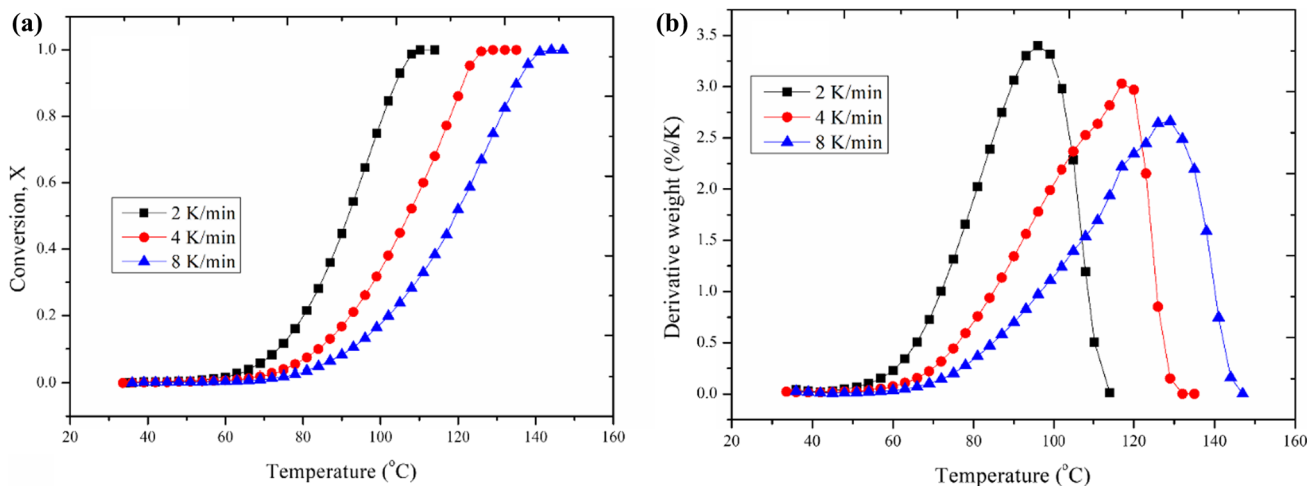 (a)
1.0
0.8
0.6
0.4
0.2
0.0
Conversion, X
2 K/min
4 K/min
8 K/min
20 40 60 80 100 120 140 160
Temperature (°C)
(b)
3.5
3.0
2.5
2.0
1.5
1.0
0.5
0.0
Derivative weight (%/K)
2 K/min
4 K/min
8 K/min
20 40 60 80 100 120 140 160
Temperature (°C)